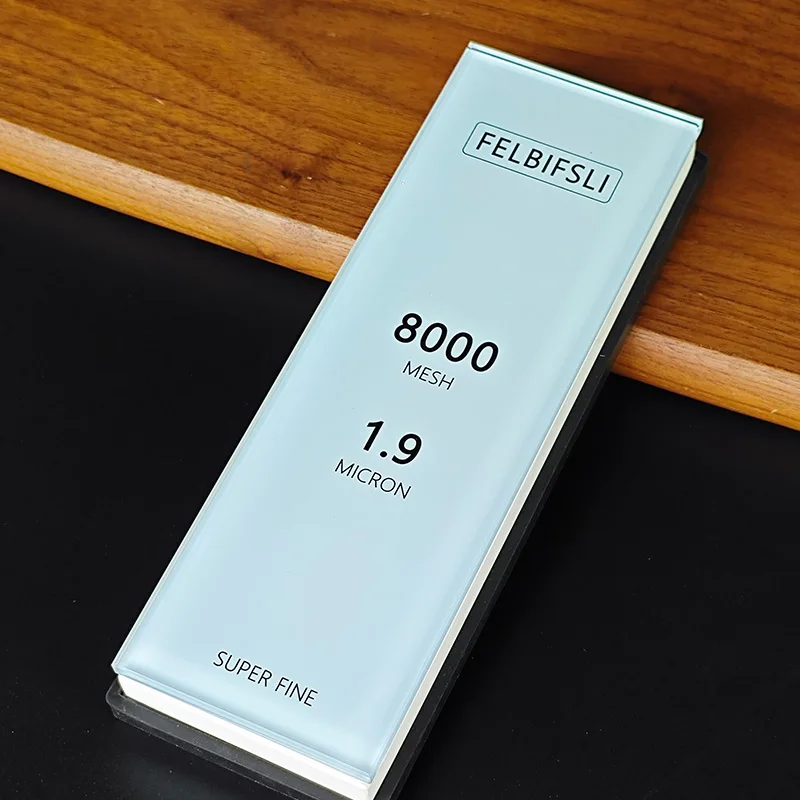 FELBIFSLI
8000
MESH
1.9
MICRON
SUPER FINE